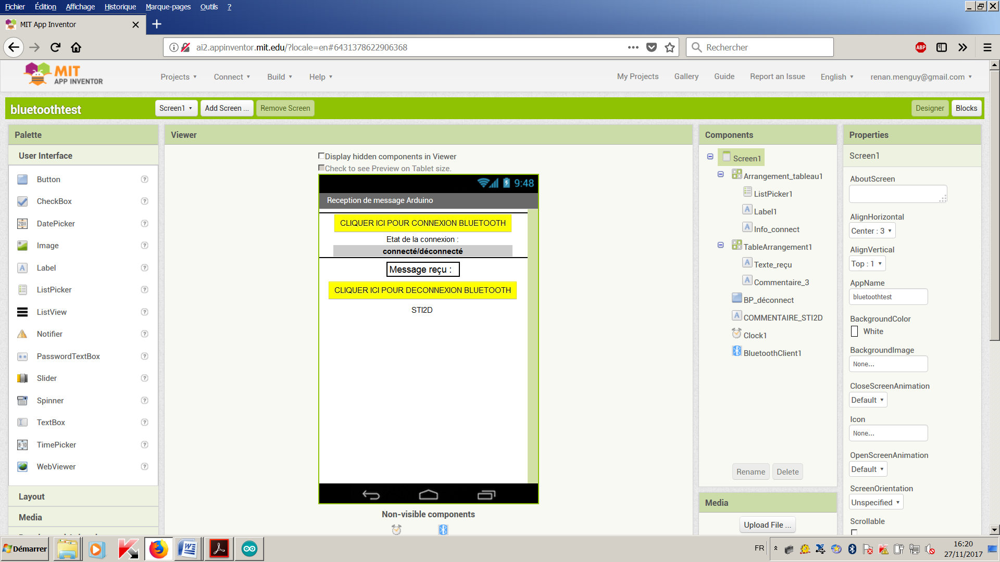 Fichier Édition Affichage Historique Marque-pages Outils ?
MIT App Inventor
ai2.appinventor.mit.edu/?locale=en#6431378622906368
Rechercher
ABP
MIT
APP INVENTOR
Projects Connect Build Help
My Projects Gallery Guide Report an Issue English renan.menguy@gmail.com
bluetoothtest
Screen1 Add Screen ... Remove Screen
Designer Blocks
Palette
User Interface
Button ?
CheckBox ?
DatePicker ?
Image ?
Label ?
ListPicker ?
ListView ?
Notifier ?
PasswordTextBox ?
Slider ?
Spinner ?
TextBox ?
TimePicker ?
WebViewer ?
Layout
Media
Viewer
Display hidden components in Viewer
Check to see Preview on Tablet size.
9:48
Reception de message Arduino
CLIQUER ICI POUR CONNEXION BLUETOOTH
Etat de la connexion :
connecté/déconnecté
Message reçu :
CLIQUER ICI POUR DECONNEXION BLUETOOTH
STI2D
Non-visible components
Components
Screen1
Arrangement_tableau1
ListPicker1
Label1
Info_connect
TableArrangement1
Texte_reçu
Commentaire_3
BP_déconnect
COMMENTAIRE_STI2D
Clock1
BluetoothClient1
Rename Delete
Media
Upload File ...
Properties
Screen1
AboutScreen
AlignHorizontal
Center : 3
AlignVertical
Top : 1
AppName
bluetoothtest
BackgroundColor
White
BackgroundImage
None...
CloseScreenAnimation
Default
Icon
None...
OpenScreenAnimation
Default
ScreenOrientation
Unspecified
Scrollable
Démarrer
FR
16:20
27/11/2017